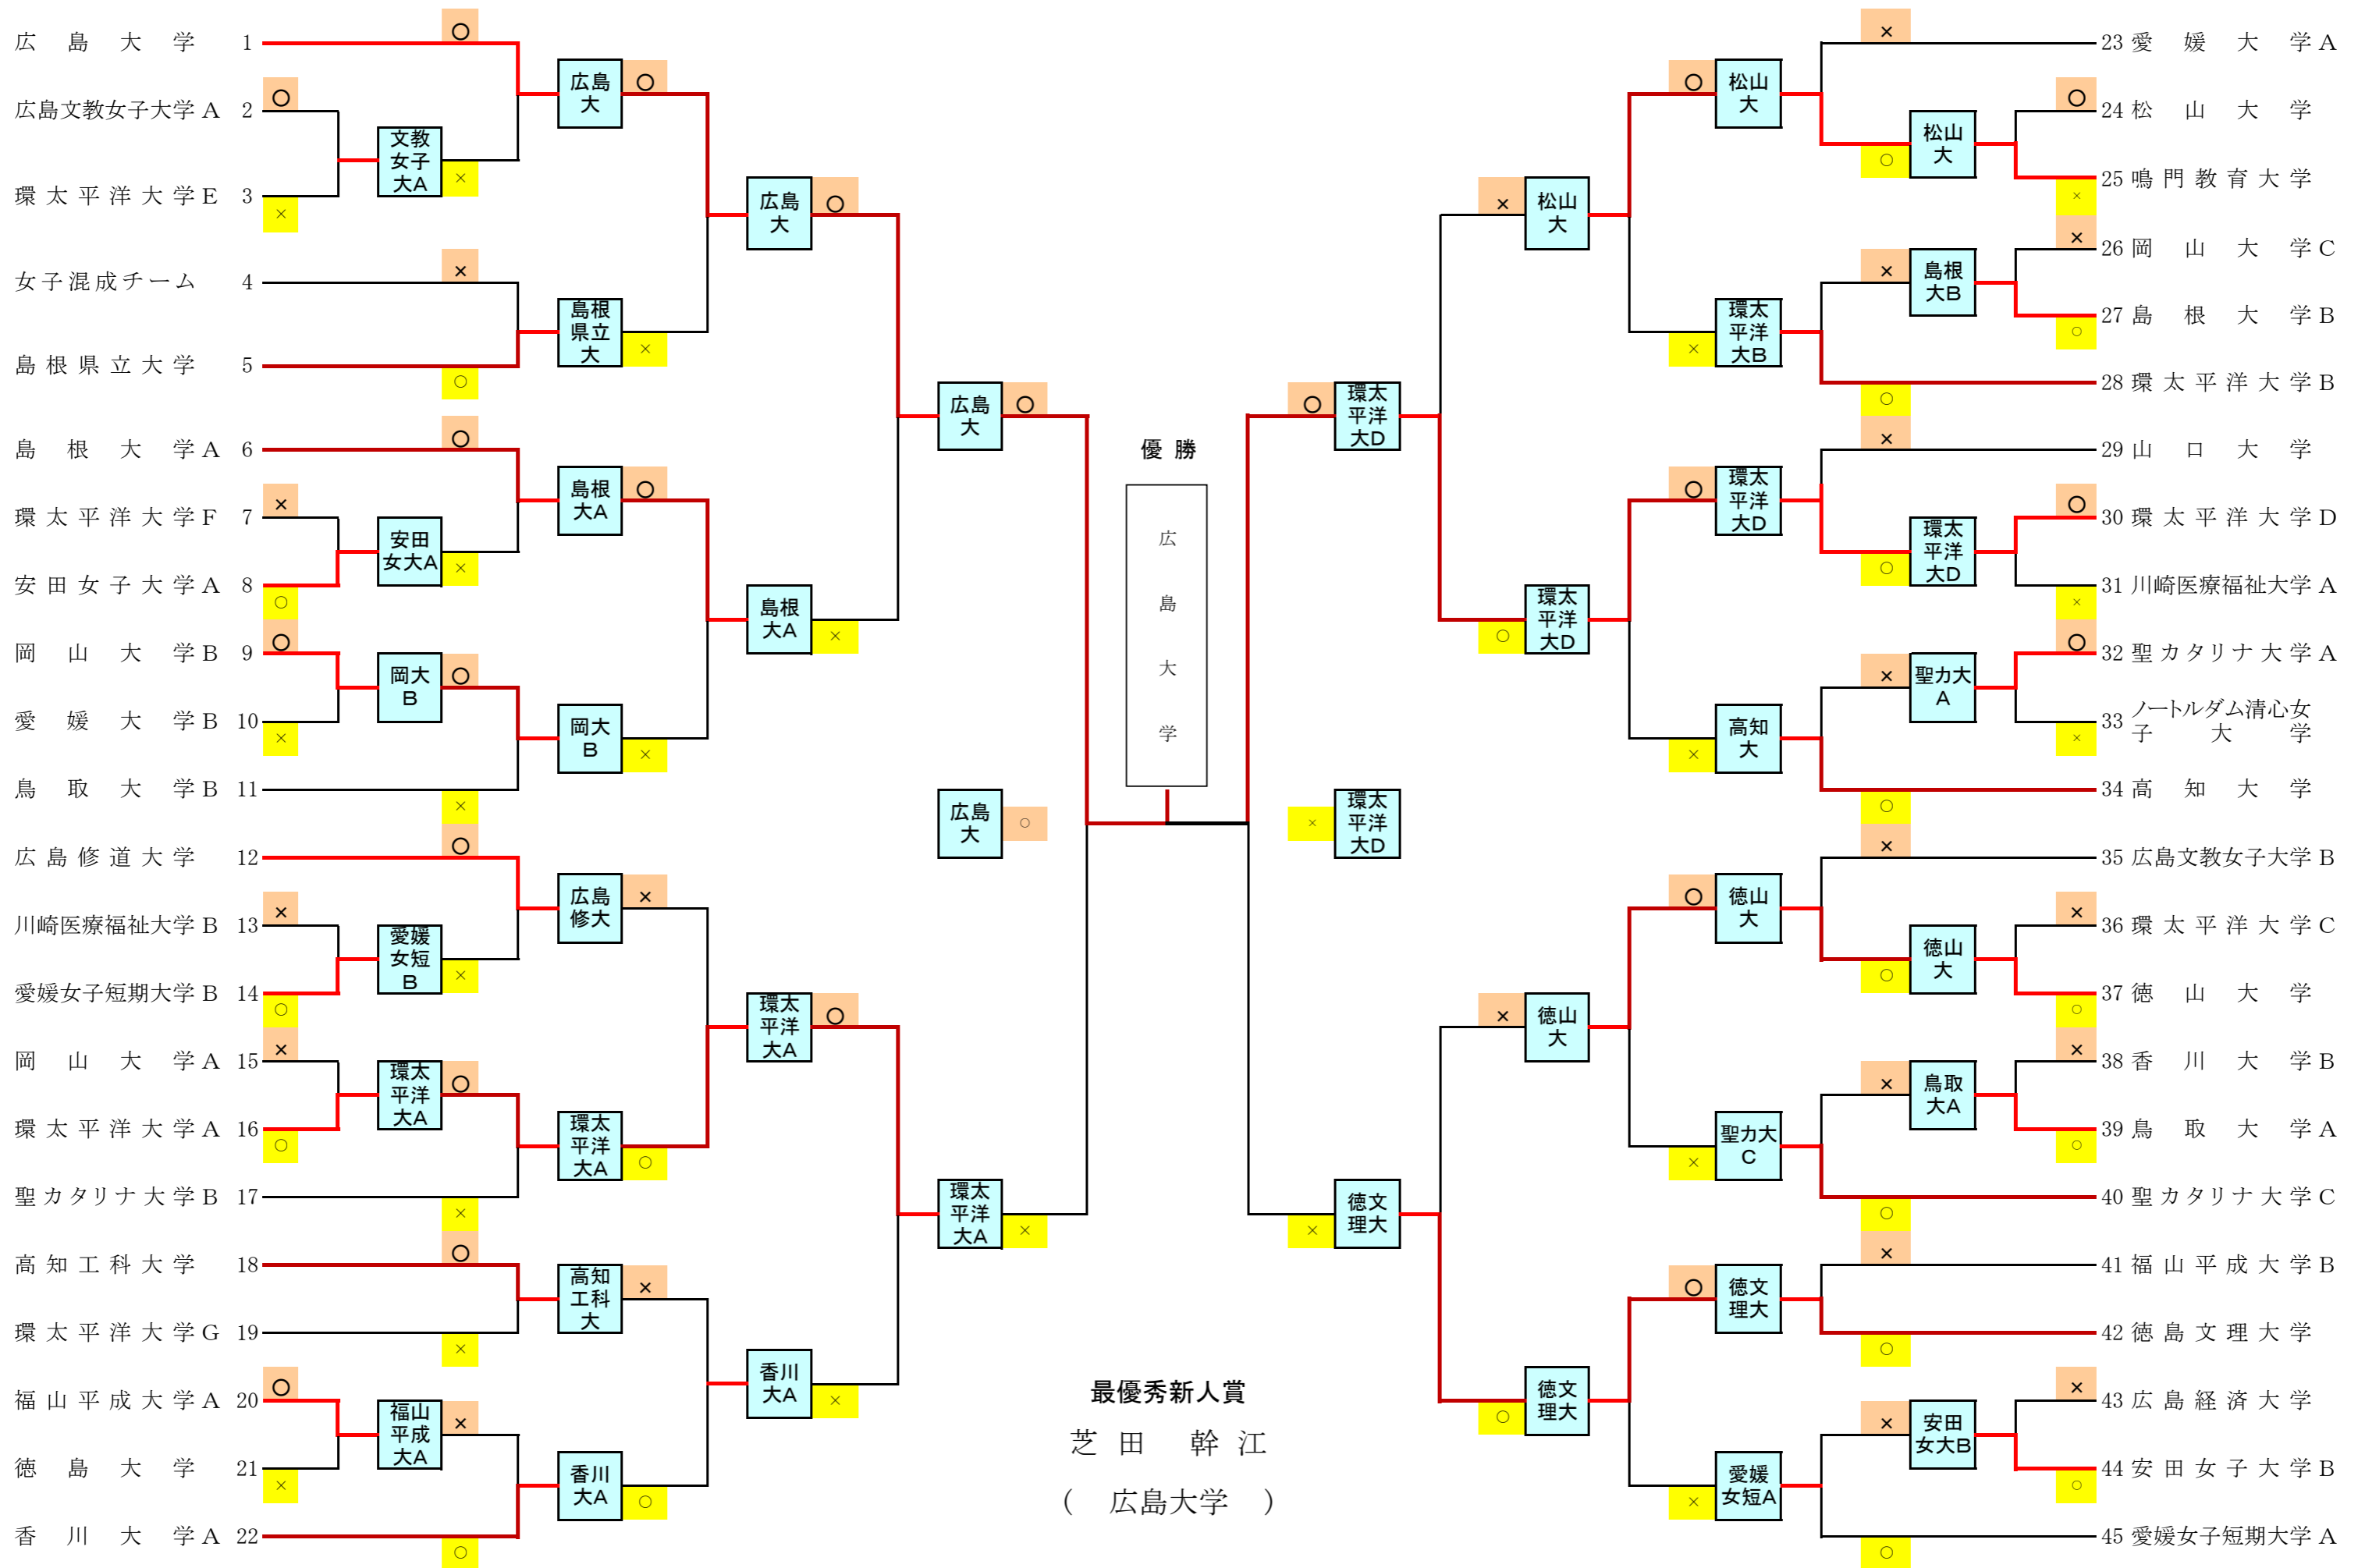 広島大学 1
広島文教女子大学A 2
環太平洋大学E 3
女子混成チーム 4
島根県立大学 5
島根大学A 6
環太平洋大学F 7
安田女子大学A 8
岡山大学B 9
愛媛大学B 10
鳥取大学B 11
広島修道大学 12
川崎医療福祉大学B 13
愛媛女子短期大学B 14
岡山大学A 15
環太平洋大学A 16
聖カタリナ大学B 17
高知工科大学 18
環太平洋大学G 19
福山平成大学A 20
徳島大学 21
香川大学A 22
○
×
×
○
○
×
○
○
×
×
○
×
○
○
×
文教
女子
大A
安田
女大A
岡大
B
愛媛
女短
B
環太
平洋
大A
福山
平成
大A
○
×
×
○
○
×
○
×
○
×
○
×
○
×
×
○
広島
大
島根
県立
大
島根
大A
岡大
B
広島
修大
環太
平洋
大A
高知
工科
大
香川
大A
○
×
○
×
×
○
×
○
広島
大
島根
大A
環太
平洋
大A
香川
大A
○
×
○
×
広島
大
○
広島
大
○
環太
平洋
大A
×
優勝
広
島
大
学
最優秀新人賞
芝田 幹江
( 広島大学 )
○
環太
平洋
大D
×
環太
平洋
大D
×
徳文
理大
×
○
×
○
松山
大
環太
平洋
大D
徳山
大
徳文
理大
○
×
○
×
○
×
○
×
松山
大
環太
平洋
大B
環太
平洋
大D
高知
大
徳山
大
聖カ大
C
徳文
理大
愛媛
女短A
×
○
×
○
×
○
×
○
×
○
×
○
×
○
×
○
松山
大
島根
大B
環太
平洋
大D
聖カ大
A
徳山
大
鳥取
大A
安田
女大B
○
×
×
○
○
×
○
×
×
○
×
○
×
○
23 愛媛大学A
24 松山大学
25 鳴門教育大学
26 岡山大学C
27 島根大学B
28 環太平洋大学B
29 山口大学
30 環太平洋大学D
31 川崎医療福祉大学A
32 聖カタリナ大学A
33 ノートルダム清心女
子大学
34 高知大学
35 広島文教女子大学B
36 環太平洋大学C
37 徳山大学
38 香川大学B
39 鳥取大学A
40 聖カタリナ大学C
41 福山平成大学B
42 徳島文理大学
43 広島経済大学
44 安田女子大学B
45 愛媛女子短期大学A